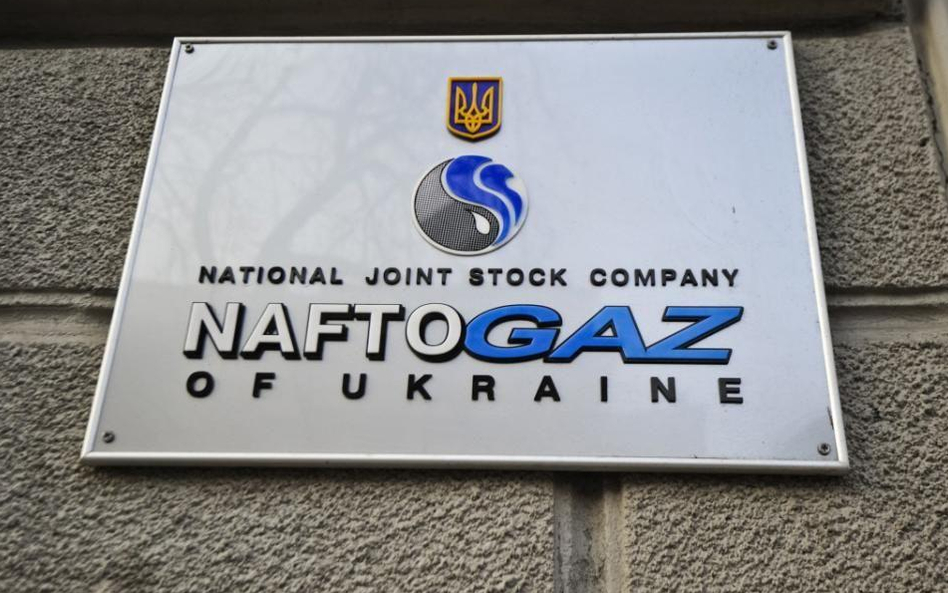 NATIONAL JOINT STOCK COMPANY
NAFTOGAZ
OF UKRAINE